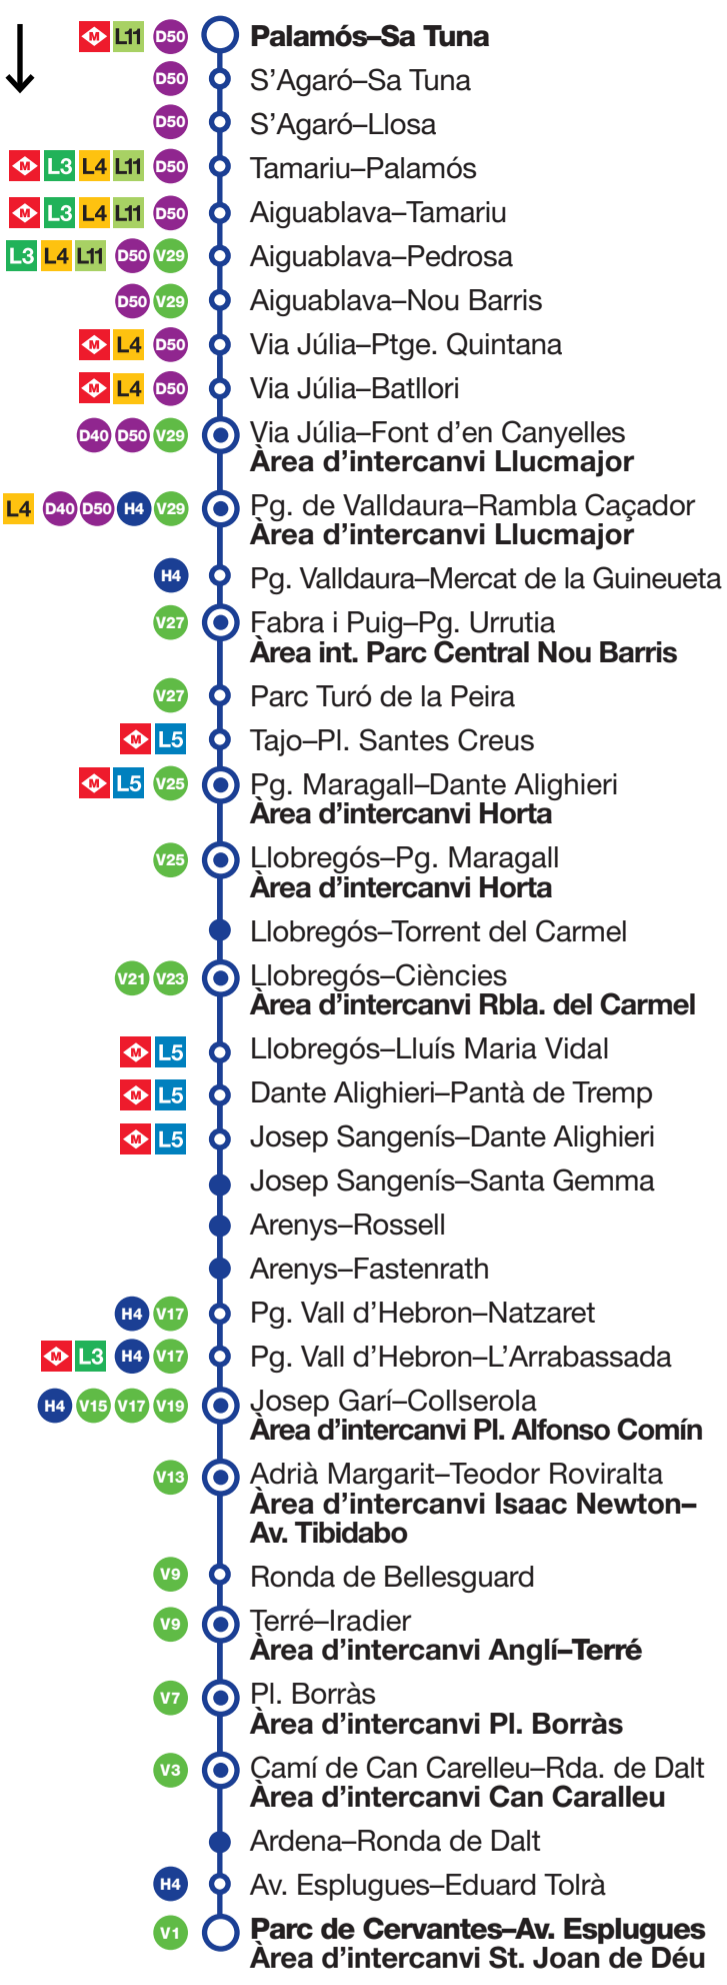 M L11 D50 Palamós–Sa Tuna
D50 S’Agaró–Sa Tuna
D50 S’Agaró–Llosa
M L3 L4 L11 D50 Tamariu–Palamós
M L3 L4 L11 D50 Aiguablava–Tamariu
L3 L4 L11 D50 V29 Aiguablava–Pedrosa
D50 V29 Aiguablava–Nou Barris
M L4 D50 Via Júlia–Ptge. Quintana
M L4 D50 Via Júlia–Batllori
D40 D50 V29 Via Júlia–Font d’en Canyelles
Àrea d’intercanvi Llucmajor
L4 D40 D50 H4 V29 Pg. de Valldaura–Rambla Caçador
Àrea d’intercanvi Llucmajor
H4 Pg. Valldaura–Mercat de la Guineueta
V27 Fabra i Puig–Pg. Urrutia
Àrea int. Parc Central Nou Barris
V27 Parc Turó de la Peira
M L5 Tajo–Pl. Santes Creus
M L5 V25 Pg. Maragall–Dante Alighieri
Àrea d’intercanvi Horta
V25 Llobregós–Pg. Maragall
Àrea d’intercanvi Horta
Llobregós–Torrent del Carmel
V21 V23 Llobregós–Ciències
Àrea d’intercanvi Rbla. del Carmel
M L5 Llobregós–Lluís Maria Vidal
M L5 Dante Alighieri–Pantà de Tremp
M L5 Josep Sangenís–Dante Alighieri
Josep Sangenís–Santa Gemma
Arenys–Rossell
Arenys–Fastenrath
H4 V17 Pg. Vall d’Hebron–Natzaret
M L3 H4 V17 Pg. Vall d’Hebron–L’Arrabassada
H4 V15 V17 V19 Josep Garí–Collserola
Àrea d’intercanvi Pl. Alfonso Comín
V13 Adrià Margarit–Teodor Roviralta
Àrea d’intercanvi Isaac Newton–
Av. Tibidabo
V9 Ronda de Bellesguard
V9 Terré–Iradier
Àrea d’intercanvi Anglí–Terré
V7 Pl. Borràs
Àrea d’intercanvi Pl. Borràs
V3 Camí de Can Carelleu–Rda. de Dalt
Àrea d’intercanvi Can Caralleu
Ardena–Ronda de Dalt
H4 Av. Esplugues–Eduard Tolrà
V1 Parc de Cervantes–Av. Esplugues
Àrea d’intercanvi St. Joan de Déu